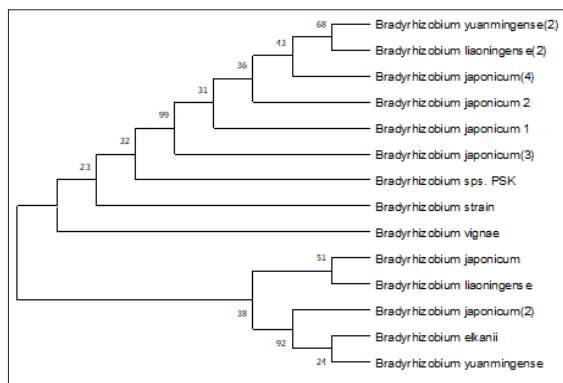 68
Bradyrhizobium yuanmingense(2)
43
Bradyrhizobium liaoningense(2)
36
Bradyrhizobium japonicum(4)
31
Bradyrhizobium japonicum 2
99
Bradyrhizobium japonicum 1
32
Bradyrhizobium japonicum(3)
23
Bradyrhizobium sps. PSK
Bradyrhizobium strain
Bradyrhizobium vignae
51
Bradyrhizobium japonicum
Bradyrhizobium liaoningense
38
Bradyrhizobium japonicum(2)
92
Bradyrhizobium elkanii
24
Bradyrhizobium yuanmingense